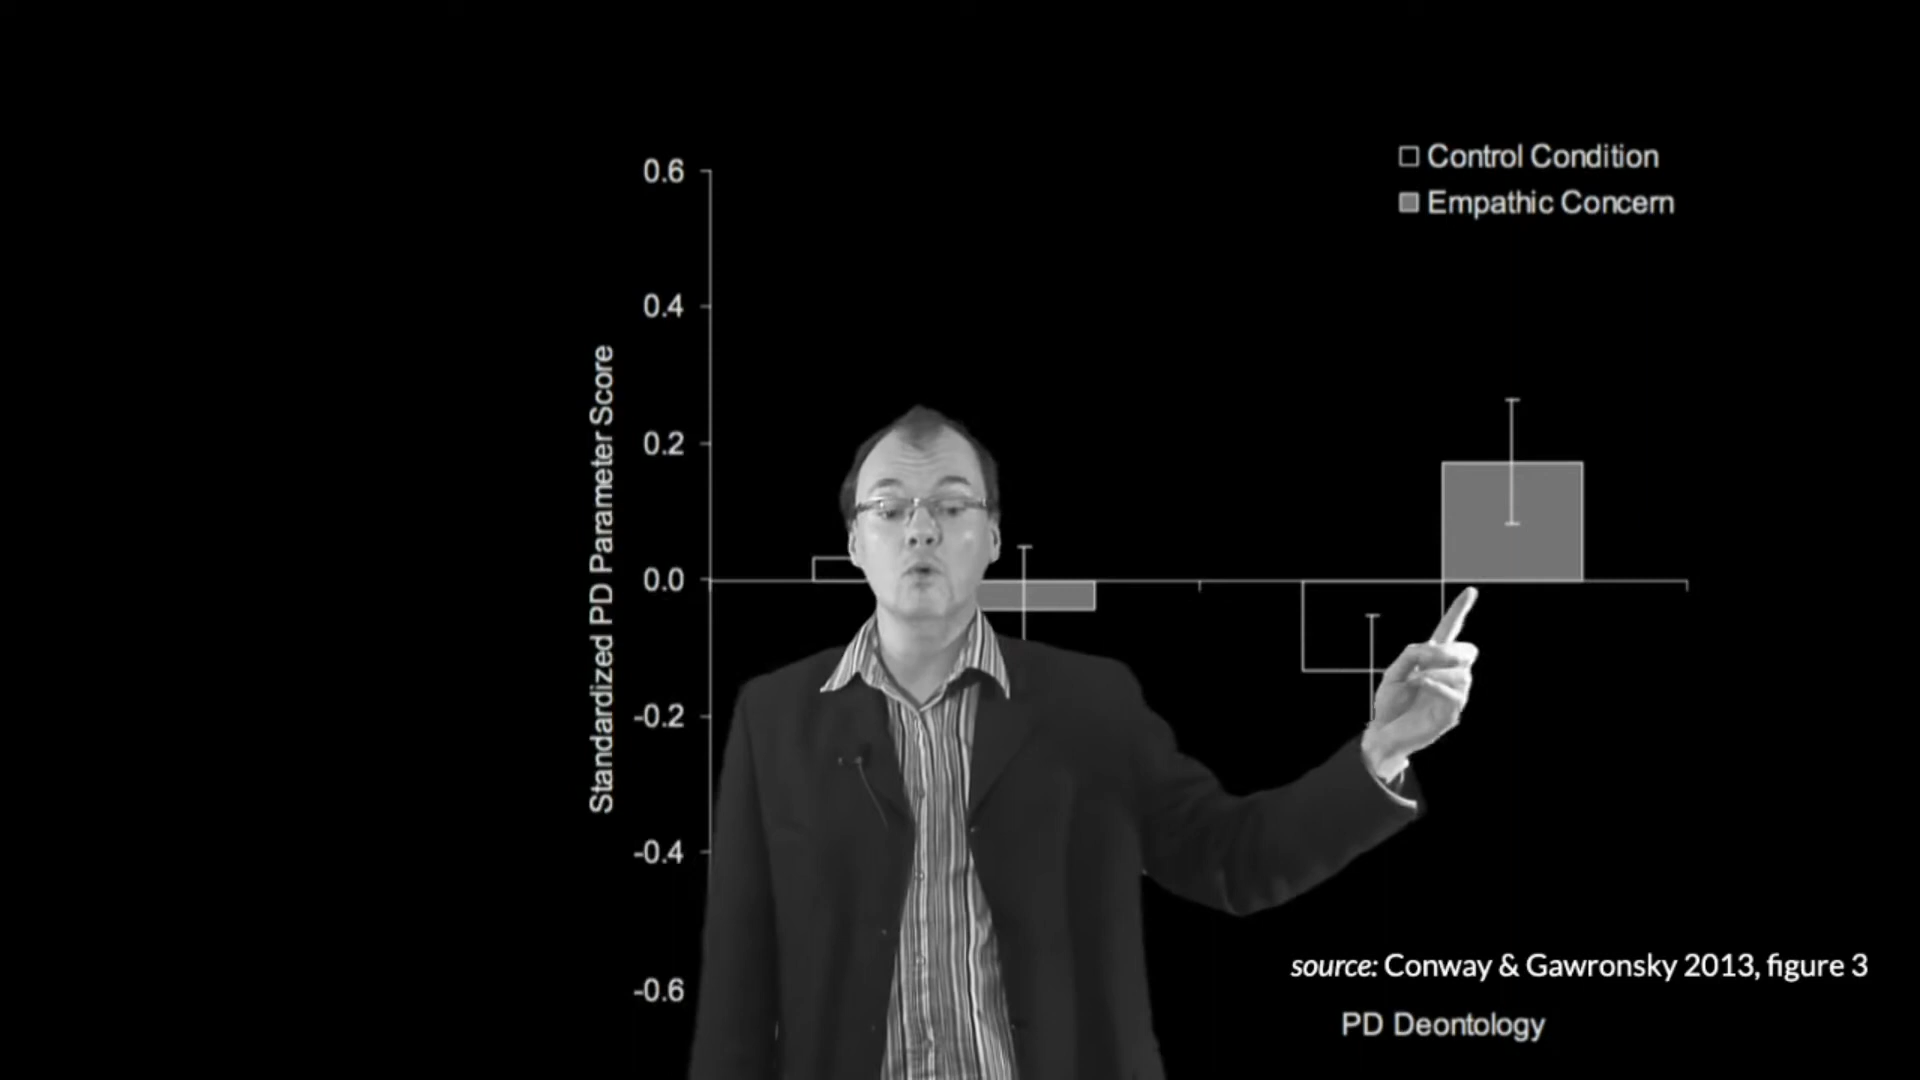 Control Condition
Empathic Concern
0.6
0.4
0.2
0.0
-0.2
-0.4
-0.6
Standardized PD Parameter Score
source: Conway & Gawronsky 2013, figure 3
PD Deontology